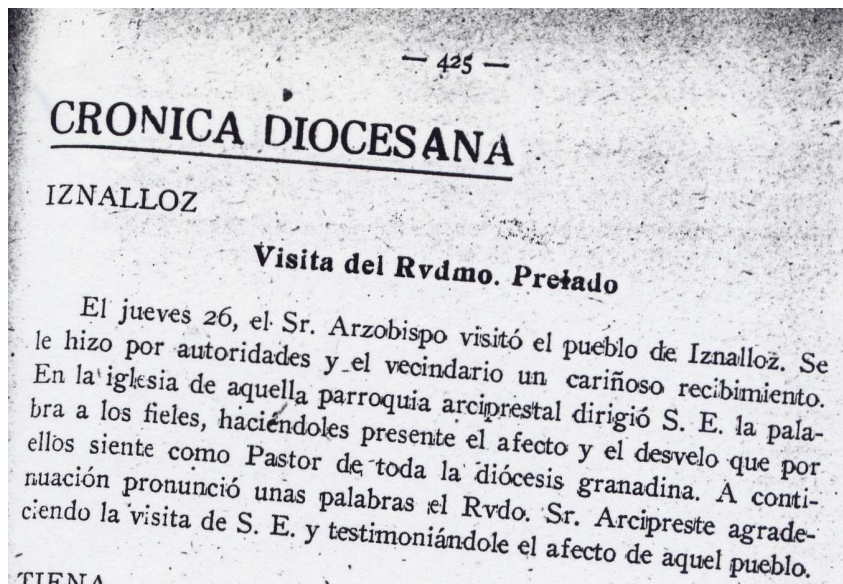 — 425 —
CRONICA DIOCESANA
IZNALLOZ
Visita del Rvdmo. Prelado
El jueves 26, el Sr. Arzobispo visitó el pueblo de Iznalloz. Se
le hizo por autoridades y el vecindario un cariñoso recibimiento.
En la iglesia de aquella parroquia arciprestal dirigió S. E. la pala-
bra a los fieles, haciéndoles presente el afecto y el desvelo que por
ellos siente como Pastor de toda la diócesis granadina. A conti-
nuación pronunció unas palabras el Rvdo. Sr. Arcipreste agrade-
ciendo la visita de S. E. y testimoniándole el afecto de aquel pueblo.
TIENA